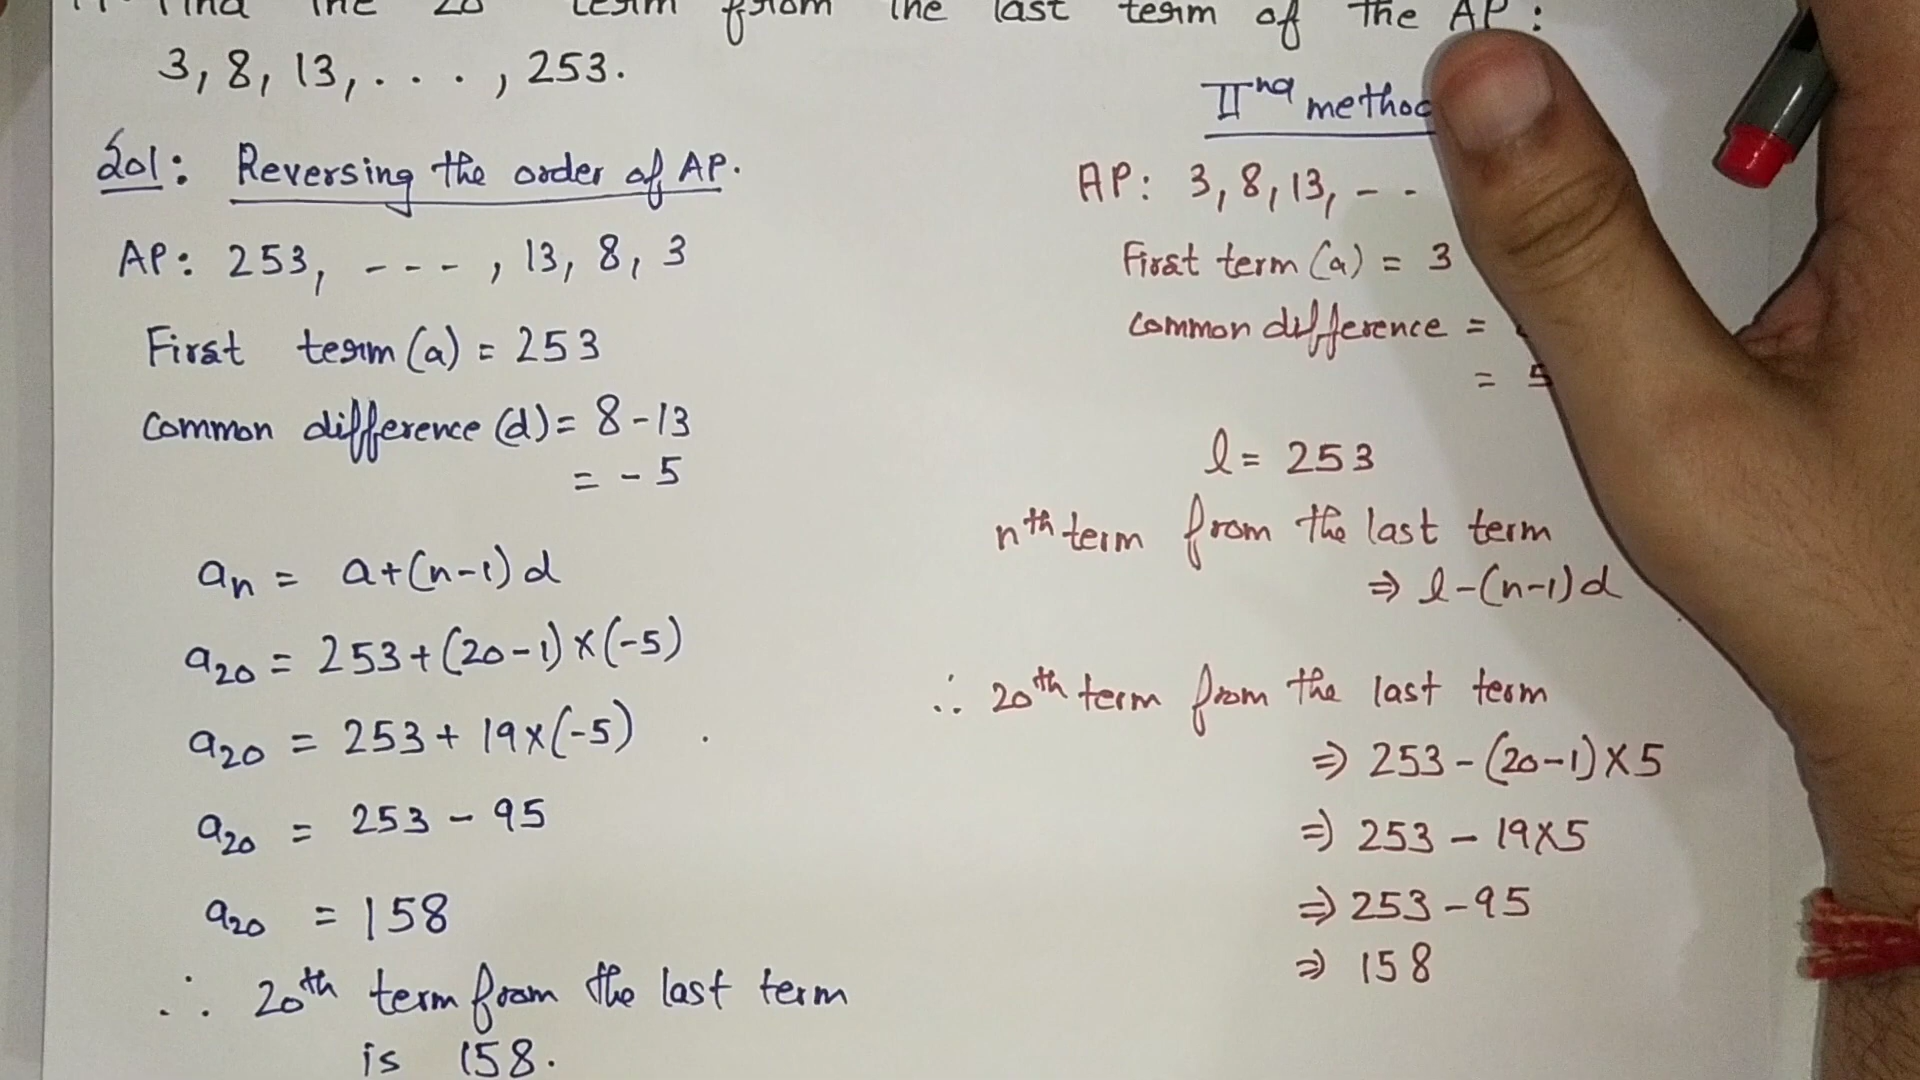 Find the 20 term from the last term of the AP:
3, 8, 13, . . . . , 253.
Sol: Reversing the order of AP.
AP: 253, - - - - , 13, 8, 3
First term (a) = 253
Common difference (d) = 8 - 13
= - 5
an = a+(n-1)d
a20 = 253+(20-1)×(-5)
a20 = 253+ 19×(-5)
a20 = 253 - 95
a20 = 158
∴ 20th term from the last term
is 158.
IInd method
AP: 3, 8, 13, - -
First term (a) = 3
Common difference =
= 5
l = 253
nth term from the last term
⇒ l-(n-1)d
∴ 20th term from the last term
⇒ 253-(20-1)×5
⇒ 253 - 19×5
⇒ 253-95
⇒ 158